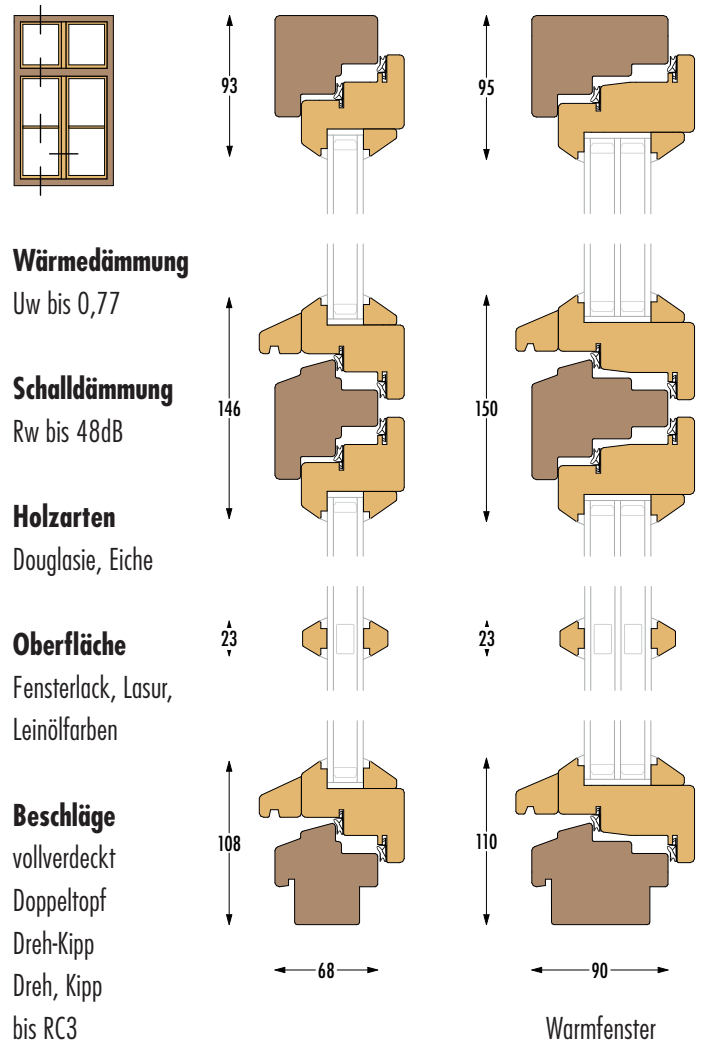 93
95
Wärmedämmung
Uw bis 0,77
Schalldämmung
Rw bis 48dB
146
150
Holzarten
Douglasie, Eiche
Oberfläche
Fensterlack, Lasur,
Leinölfarben
23
23
Beschläge
vollverdeckt
Doppeltopf
Dreh-Kipp
Dreh, Kipp
bis RC3
108
110
68
90
Warmfenster